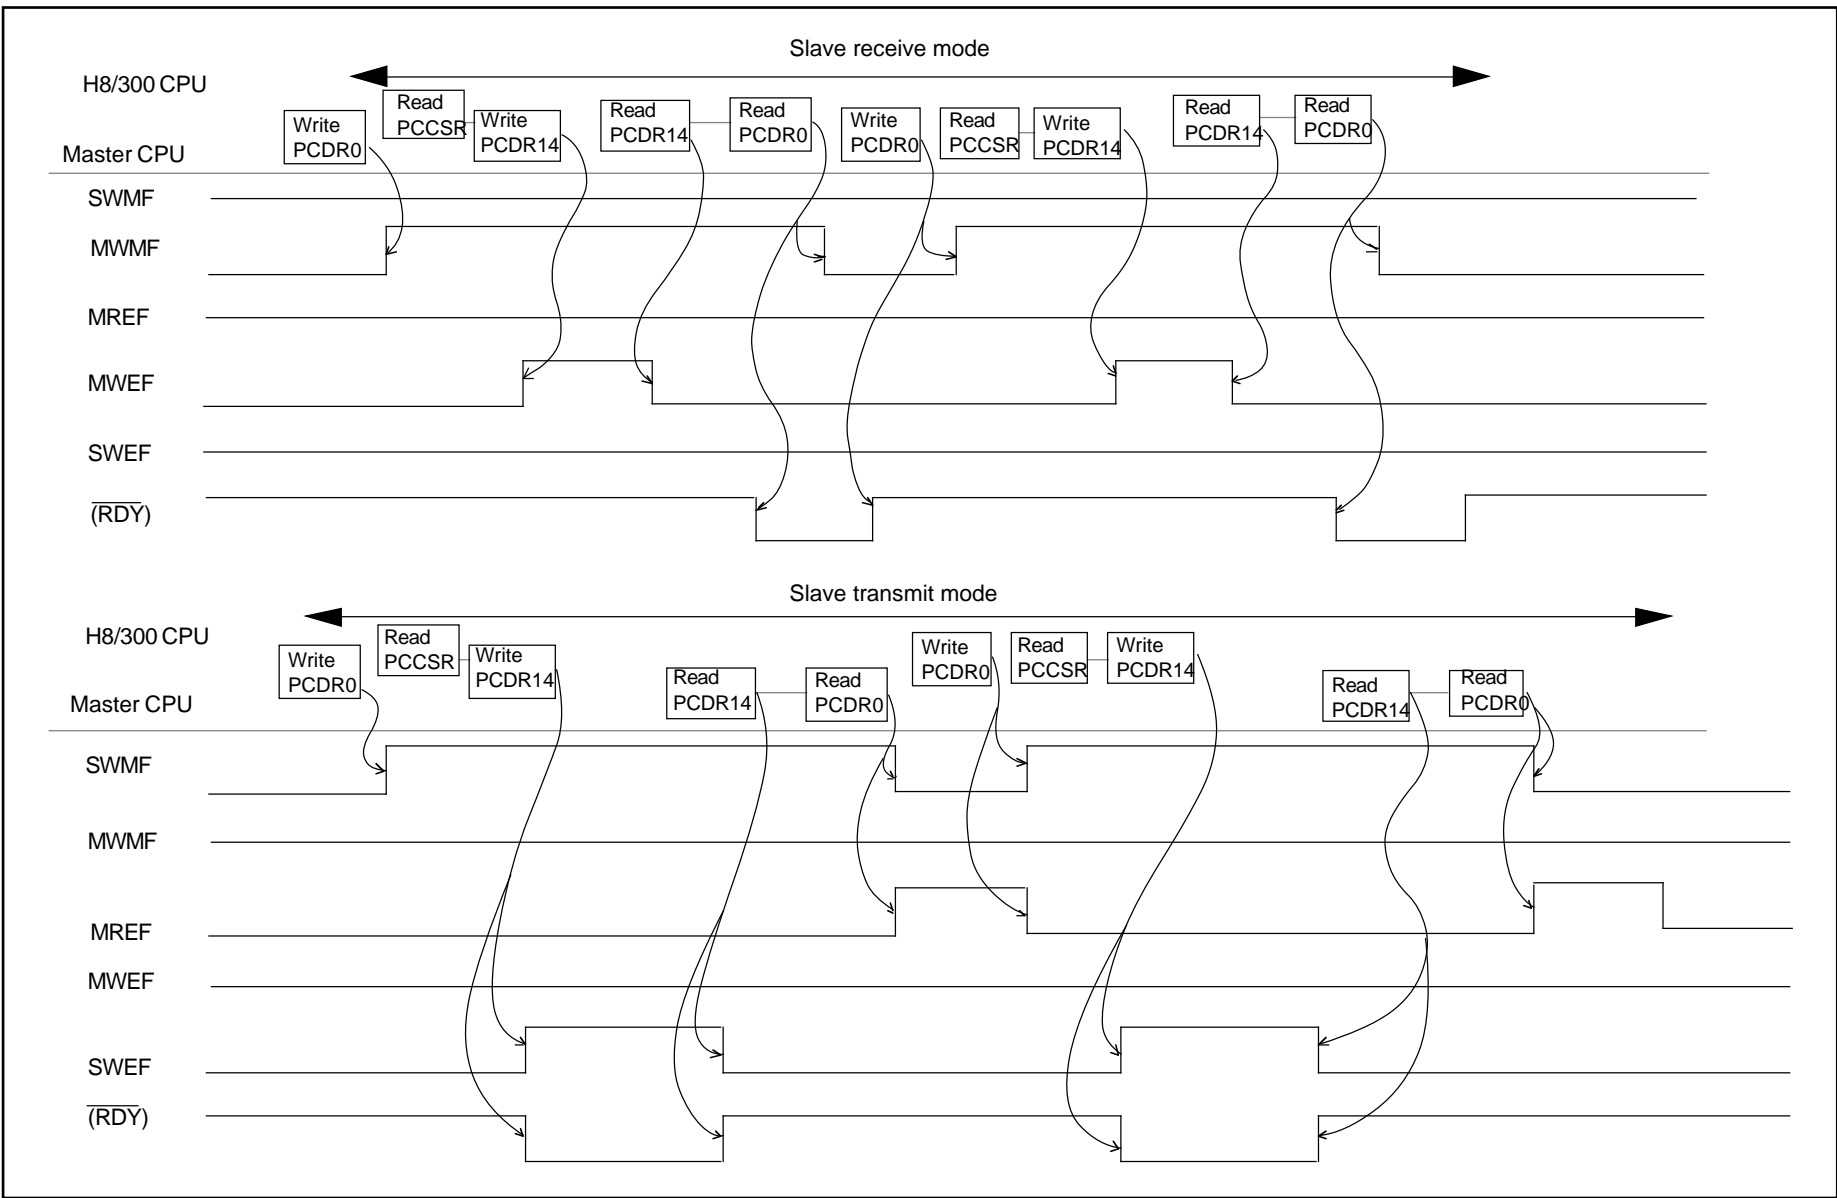 Slave receive mode
H8/300 CPU
Write
PCDR0
Read
PCCSR
Write
PCDR14
Read
PCDR14
Read
PCDR0
Write
PCDR0
Read
PCCSR
Write
PCDR14
Read
PCDR14
Read
PCDR0
Master CPU
SWMF
MWMF
MREF
MWEF
SWEF
(RDY)
Slave transmit mode
H8/300 CPU
Write
PCDR0
Read
PCCSR
Write
PCDR14
Read
PCDR14
Read
PCDR0
Write
PCDR0
Read
PCCSR
Write
PCDR14
Read
PCDR14
Read
PCDR0
Master CPU
SWMF
MWMF
MREF
MWEF
SWEF
(RDY)